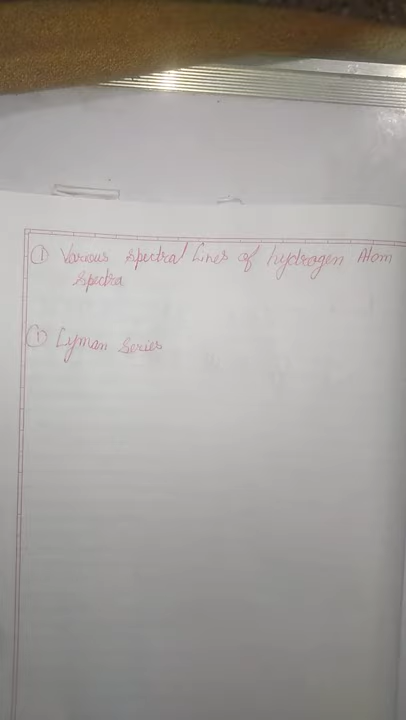 ① Various Spectral Lines of hydrogen Atom
Spectra
① Lyman Series